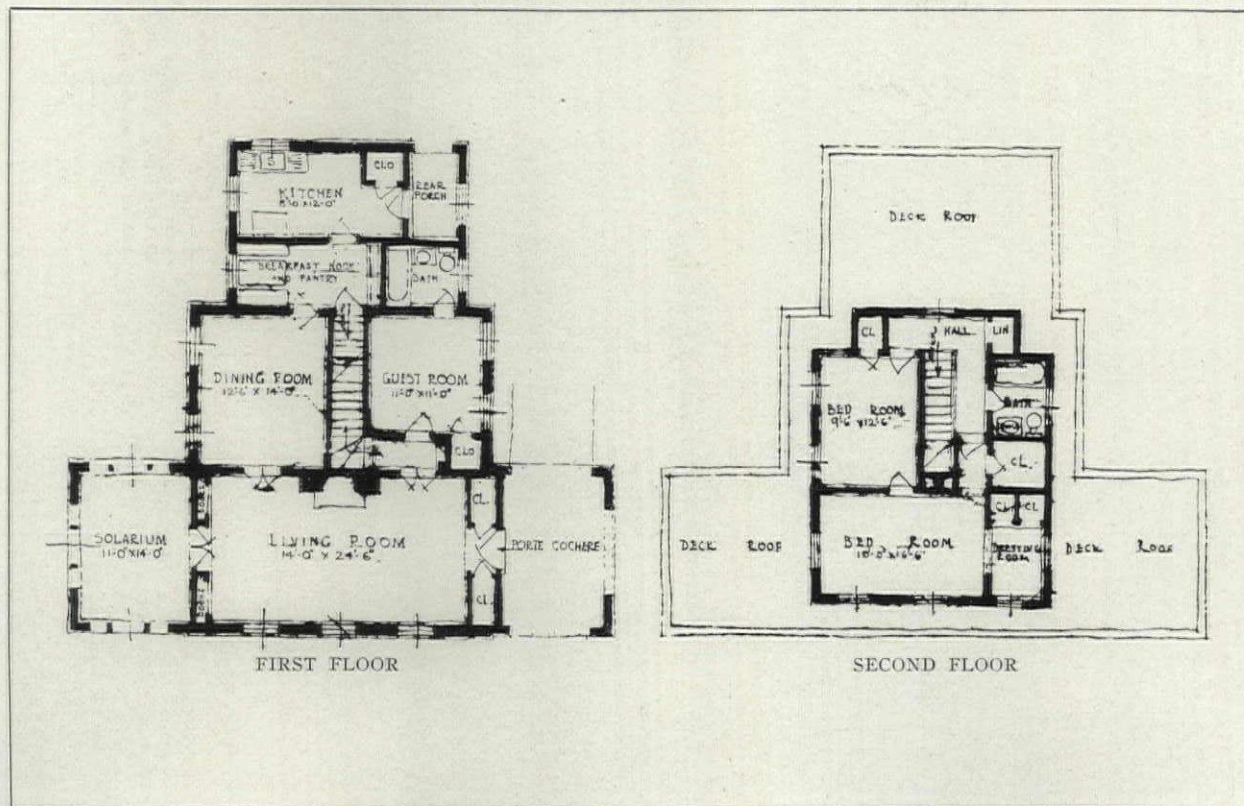 CLO
KITCHEN
8'-0 X 12'-0"
REAR
PORCH
BREAKFAST NOOK
AND PANTRY
BATH
DINING ROOM
12'-6" X 14'-0"
GUEST ROOM
11'-0" X 11'-0"
CLO
SOLARIUM
11'-0" X 14'-0"
LIVING ROOM
14'-0" X 24'-6"
CL.
PORTE COCHERE
CL.
FIRST FLOOR
DECK ROOF
CL
HALL
LIN
BED ROOM
9'-6" X 12'-6"
BATH
CL.
CL
CL
DECK ROOF
BED ROOM
DRESSING
ROOM
DECK ROOF
SECOND FLOOR